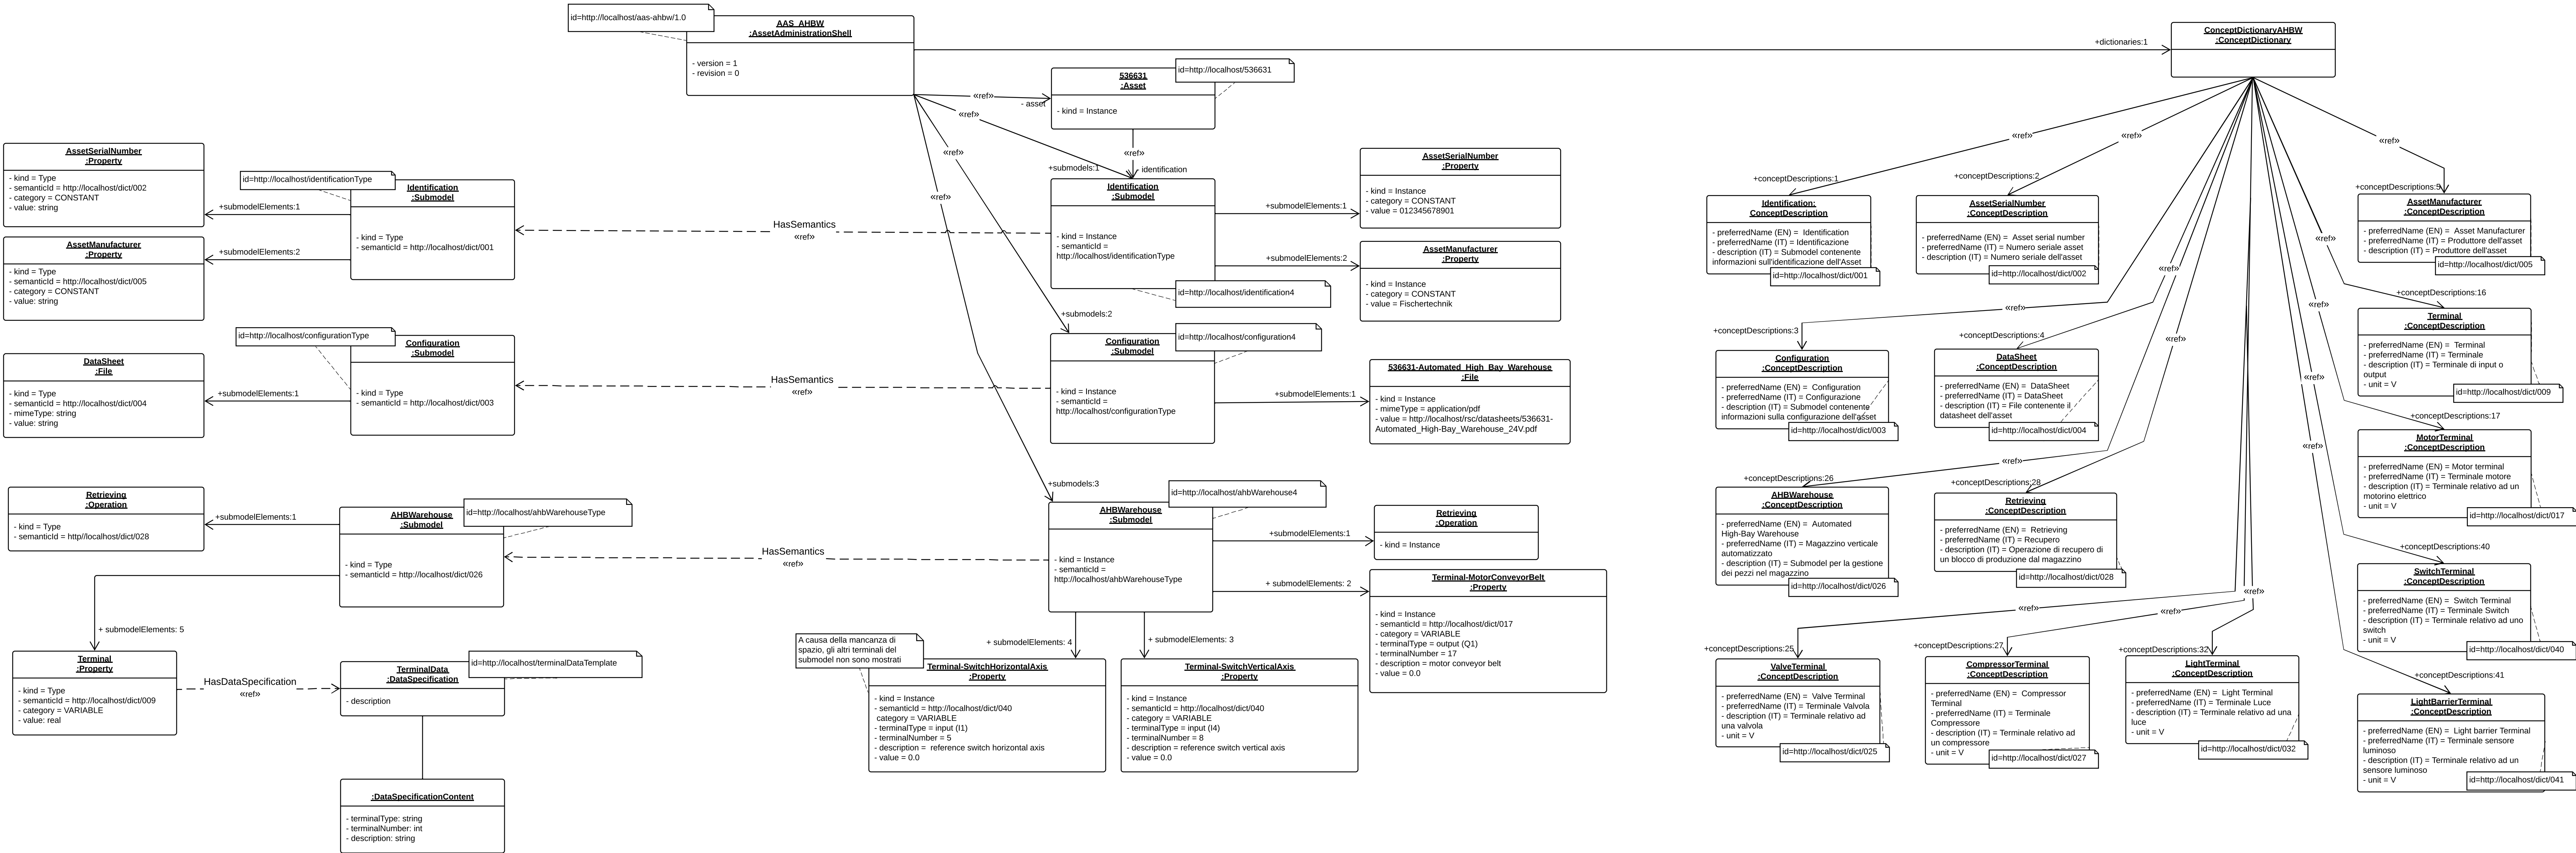 id=http://localhost/aas-ahbw/1.0
AAS_AHBW
:AssetAdministrationShell
- version = 1
- revision = 0
+dictionaries:1
ConceptDictionaryAHBW
:ConceptDictionary
536631
:Asset
- kind = Instance
id=http://localhost/536631
«ref»
- asset
«ref»
«ref»
«ref»
«ref»
+submodels:1
identification
AssetSerialNumber
:Property
- kind = Type
- semanticId = http://localhost/dict/002
- category = CONSTANT
- value: string
+submodelElements:1
id=http://localhost/identificationType
Identification
:Submodel
- kind = Type
- semanticId = http://localhost/dict/001
AssetManufacturer
:Property
- kind = Type
- semanticId = http://localhost/dict/005
- category = CONSTANT
- value: string
+submodelElements:2
HasSemantics
«ref»
Identification
:Submodel
- kind = Instance
- semanticId =
http://localhost/identificationType
id=http://localhost/identification4
+submodelElements:1
AssetSerialNumber
:Property
- kind = Instance
- category = CONSTANT
- value = 012345678901
+submodelElements:2
AssetManufacturer
:Property
- kind = Instance
- category = CONSTANT
- value = Fischertechnik
DataSheet
:File
- kind = Type
- semanticId = http://localhost/dict/004
- mimeType: string
- value: string
+submodelElements:1
id=http://localhost/configurationType
Configuration
:Submodel
- kind = Type
- semanticId = http://localhost/dict/003
HasSemantics
«ref»
+submodels:2
Configuration
:Submodel
- kind = Instance
- semanticId =
http://localhost/configurationType
id=http://localhost/configuration4
+submodelElements:1
536631-Automated_High_Bay_Warehouse
:File
- kind = Instance
- mimeType = application/pdf
- value = http://localhost/rsc/datasheets/536631-
Automated_High-Bay_Warehouse_24V.pdf
Retrieving
:Operation
- kind = Type
- semanticId = http//localhost/dict/028
+submodelElements:1
AHBWarehouse
:Submodel
- kind = Type
- semanticId = http://localhost/dict/026
id=http://localhost/ahbWarehouseType
HasSemantics
«ref»
+submodels:3
AHBWarehouse
:Submodel
- kind = Instance
- semanticId =
http://localhost/ahbWarehouseType
id=http://localhost/ahbWarehouse4
+submodelElements:1
Retrieving
:Operation
- kind = Instance
+ submodelElements: 2
Terminal-MotorConveyorBelt
:Property
- kind = Instance
- semanticId = http://localhost/dict/017
- category = VARIABLE
- terminalType = output (Q1)
- terminalNumber = 17
- description = motor conveyor belt
- value = 0.0
+ submodelElements: 5
Terminal
:Property
- kind = Type
- semanticId = http://localhost/dict/009
- category = VARIABLE
- value: real
HasDataSpecification
«ref»
TerminalData
:DataSpecification
- description
id=http://localhost/terminalDataTemplate
:DataSpecificationContent
- terminalType: string
- terminalNumber: int
- description: string
A causa della mancanza di
spazio, gli altri terminali del
submodel non sono mostrati
+ submodelElements: 4
Terminal-SwitchHorizontalAxis
:Property
- kind = Instance
- semanticId = http://localhost/dict/040
category = VARIABLE
- terminalType = input (I1)
- terminalNumber = 5
- description =  reference switch horizontal axis
- value = 0.0
+ submodelElements: 3
Terminal-SwitchVerticalAxis
:Property
- kind = Instance
- semanticId = http://localhost/dict/040
- category = VARIABLE
- terminalType = input (I4)
- terminalNumber = 8
- description = reference switch vertical axis
- value = 0.0
«ref»
+conceptDescriptions:1
Identification:
ConceptDescription
- preferredName (EN) =  Identification
- preferredName (IT) = Identificazione
- description (IT) = Submodel contenente
informazioni sull'identificazione dell'Asset
id=http://localhost/dict/001
«ref»
+conceptDescriptions:2
AssetSerialNumber
:ConceptDescription
- preferredName (EN) =  Asset serial number
- preferredName (IT) = Numero seriale asset
- description (IT) = Numero seriale dell'asset
id=http://localhost/dict/002
«ref»
+conceptDescriptions:5
AssetManufacturer
:ConceptDescription
- preferredName (EN) =  Asset Manufacturer
- preferredName (IT) = Produttore dell'asset
- description (IT) = Produttore dell'asset
id=http://localhost/dict/005
«ref»
+conceptDescriptions:3
Configuration
:ConceptDescription
- preferredName (EN) =  Configuration
- preferredName (IT) = Configurazione
- description (IT) = Submodel contenente
informazioni sulla configurazione dell'asset
id=http://localhost/dict/003
«ref»
+conceptDescriptions:4
DataSheet
:ConceptDescription
- preferredName (EN) =  DataSheet
- preferredName (IT) = DataSheet
- description (IT) = File contenente il
datasheet dell'asset
id=http://localhost/dict/004
«ref»
+conceptDescriptions:16
Terminal
:ConceptDescription
- preferredName (EN) =  Terminal
- preferredName (IT) = Terminale
- description (IT) = Terminale di input o
output
- unit = V
id=http://localhost/dict/009
«ref»
+conceptDescriptions:17
MotorTerminal
:ConceptDescription
- preferredName (EN) = Motor terminal
- preferredName (IT) = Terminale motore
- description (IT) = Terminale relativo ad un
motorino elettrico
- unit = V
id=http://localhost/dict/017
«ref»
+conceptDescriptions:26
AHBWarehouse
:ConceptDescription
- preferredName (EN) =  Automated
High-Bay Warehouse
- preferredName (IT) = Magazzino verticale
automatizzato
- description (IT) = Submodel per la gestione
dei pezzi nel magazzino
id=http://localhost/dict/026
«ref»
+conceptDescriptions:28
Retrieving
:ConceptDescription
- preferredName (EN) =  Retrieving
- preferredName (IT) = Recupero
- description (IT) = Operazione di recupero di
un blocco di produzione dal magazzino
id=http://localhost/dict/028
«ref»
+conceptDescriptions:40
SwitchTerminal
:ConceptDescription
- preferredName (EN) =  Switch Terminal
- preferredName (IT) = Terminale Switch
- description (IT) = Terminale relativo ad uno
switch
- unit = V
id=http://localhost/dict/040
«ref»
+conceptDescriptions:25
ValveTerminal
:ConceptDescription
- preferredName (EN) =  Valve Terminal
- preferredName (IT) = Terminale Valvola
- description (IT) = Terminale relativo ad
una valvola
- unit = V
id=http://localhost/dict/025
«ref»
+conceptDescriptions:27
CompressorTerminal
:ConceptDescription
- preferredName (EN) =  Compressor
Terminal
- preferredName (IT) = Terminale
Compressore
- description (IT) = Terminale relativo ad
un compressore
- unit = V
id=http://localhost/dict/027
«ref»
+conceptDescriptions:32
LightTerminal
:ConceptDescription
- preferredName (EN) =  Light Terminal
- preferredName (IT) = Terminale Luce
- description (IT) = Terminale relativo ad una
luce
- unit = V
id=http://localhost/dict/032
«ref»
+conceptDescriptions:41
LightBarrierTerminal
:ConceptDescription
- preferredName (EN) =  Light barrier Terminal
- preferredName (IT) = Terminale sensore
luminoso
- description (IT) = Terminale relativo ad un
sensore luminoso
- unit = V
id=http://localhost/dict/041